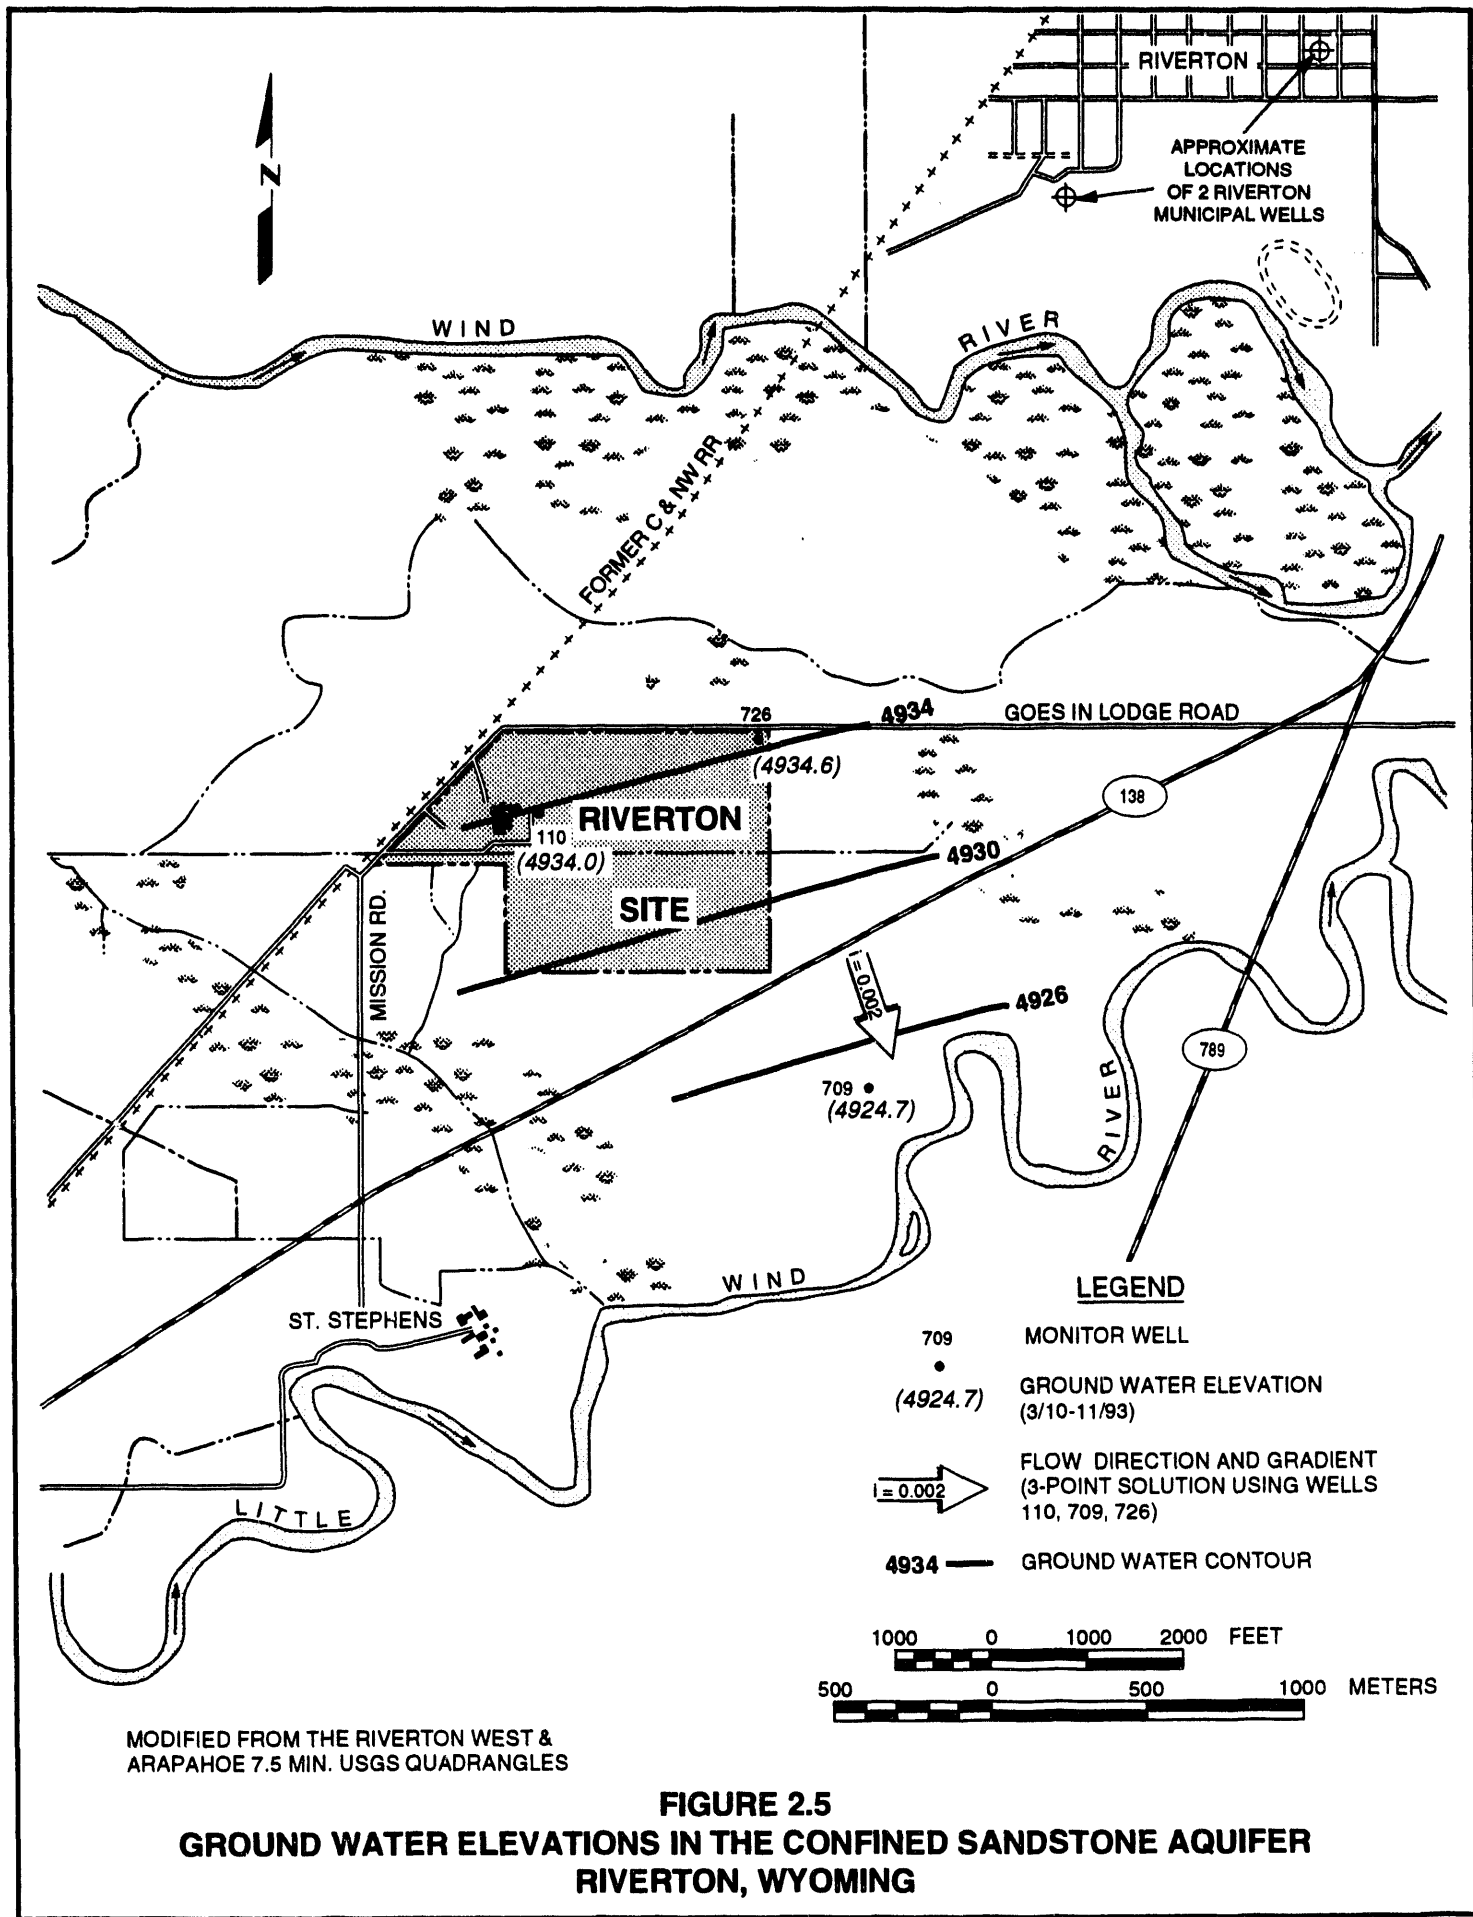 RIVERTON
APPROXIMATE
LOCATIONS
OF 2 RIVERTON
MUNICIPAL WELLS
N
WIND
RIVER
FORMER C & NW RR
726
4934
GOES IN LODGE ROAD
(4934.6)
138
RIVERTON
110
(4934.0)
4930
SITE
MISSION RD.
i = 0.002
4926
789
709
(4924.7)
RIVER
WIND
ST. STEPHENS
LITTLE
LEGEND
709
MONITOR WELL
(4924.7)
GROUND WATER ELEVATION
(3/10-11/93)
i = 0.002
FLOW DIRECTION AND GRADIENT
(3-POINT SOLUTION USING WELLS
110, 709, 726)
4934
GROUND WATER CONTOUR
1000 0 1000 2000 FEET
500 0 500 1000 METERS
MODIFIED FROM THE RIVERTON WEST &
ARAPAHOE 7.5 MIN. USGS QUADRANGLES
FIGURE 2.5
GROUND WATER ELEVATIONS IN THE CONFINED SANDSTONE AQUIFER
RIVERTON, WYOMING